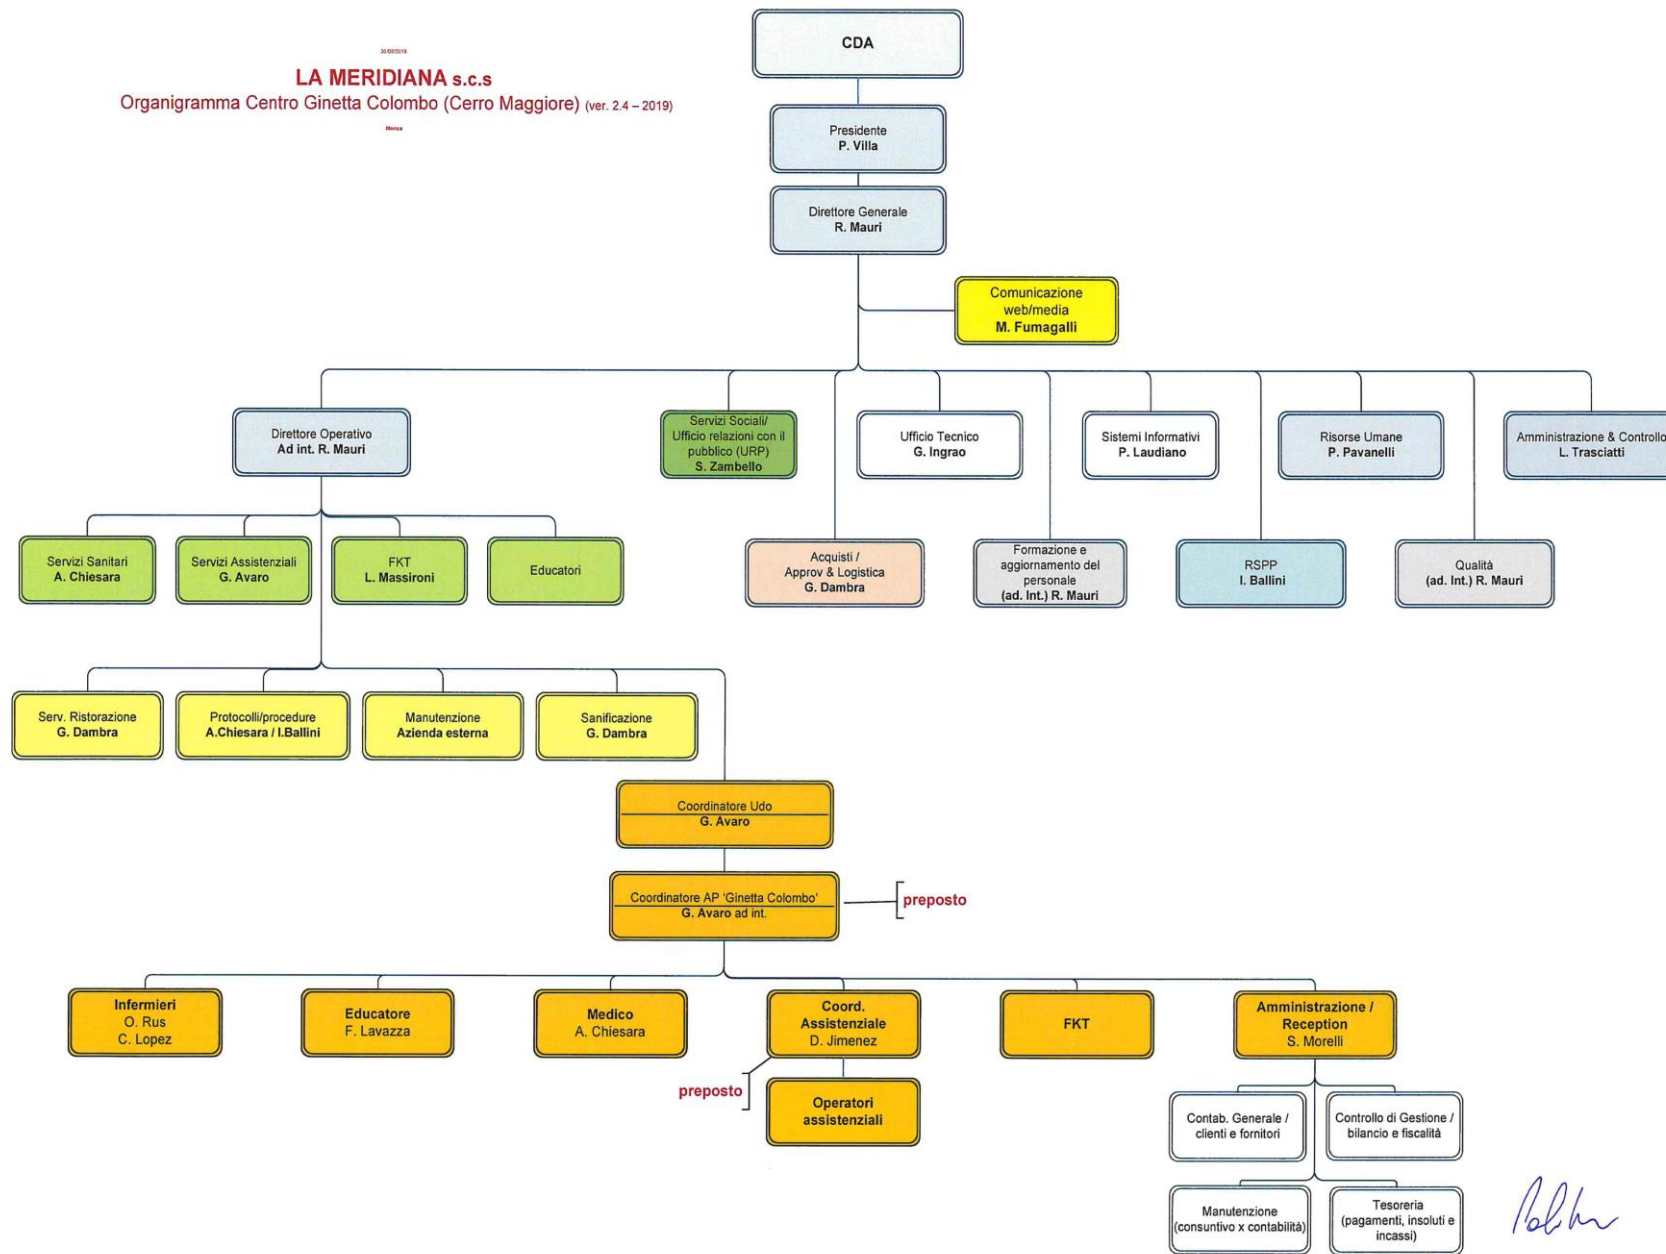 CDA
LA MERIDIANA s.c.s
Organigramma Centro Ginetta Colombo (Cerro Maggiore) (ver. 2.4 – 2019)
Monza
Presidente
P. Villa
Direttore Generale
R. Mauri
Comunicazione
web/media
M. Fumagalli
Direttore Operativo
Ad int. R. Mauri
Servizi Sociali/
Ufficio relazioni con il
pubblico (URP)
S. Zambello
Ufficio Tecnico
G. Ingrao
Sistemi Informativi
P. Laudiano
Risorse Umane
P. Pavanelli
Amministrazione & Controllo
L. Trasciatti
Servizi Sanitari
A. Chiesara
Servizi Assistenziali
G. Avaro
FKT
L. Massironi
Educatori
Acquisti /
Approv & Logistica
G. Dambra
Formazione e
aggiornamento del
personale
(ad. Int.) R. Mauri
RSPP
I. Ballini
Qualità
(ad. Int.) R. Mauri
Serv. Ristorazione
G. Dambra
Protocolli/procedure
A.Chiesara / I.Ballini
Manutenzione
Azienda esterna
Sanificazione
G. Dambra
Coordinatore Udo
G. Avaro
Coordinatore AP 'Ginetta Colombo'
G. Avaro ad int.
preposto
Infermieri
O. Rus
C. Lopez
Educatore
F. Lavazza
Medico
A. Chiesara
Coord.
Assistenziale
D. Jimenez
FKT
Amministrazione /
Reception
S. Morelli
preposto
Operatori
assistenziali
Contab. Generale /
clienti e fornitori
Controllo di Gestione /
bilancio e fiscalità
Manutenzione
(consuntivo x contabilità)
Tesoreria
(pagamenti, insoluti e
incassi)